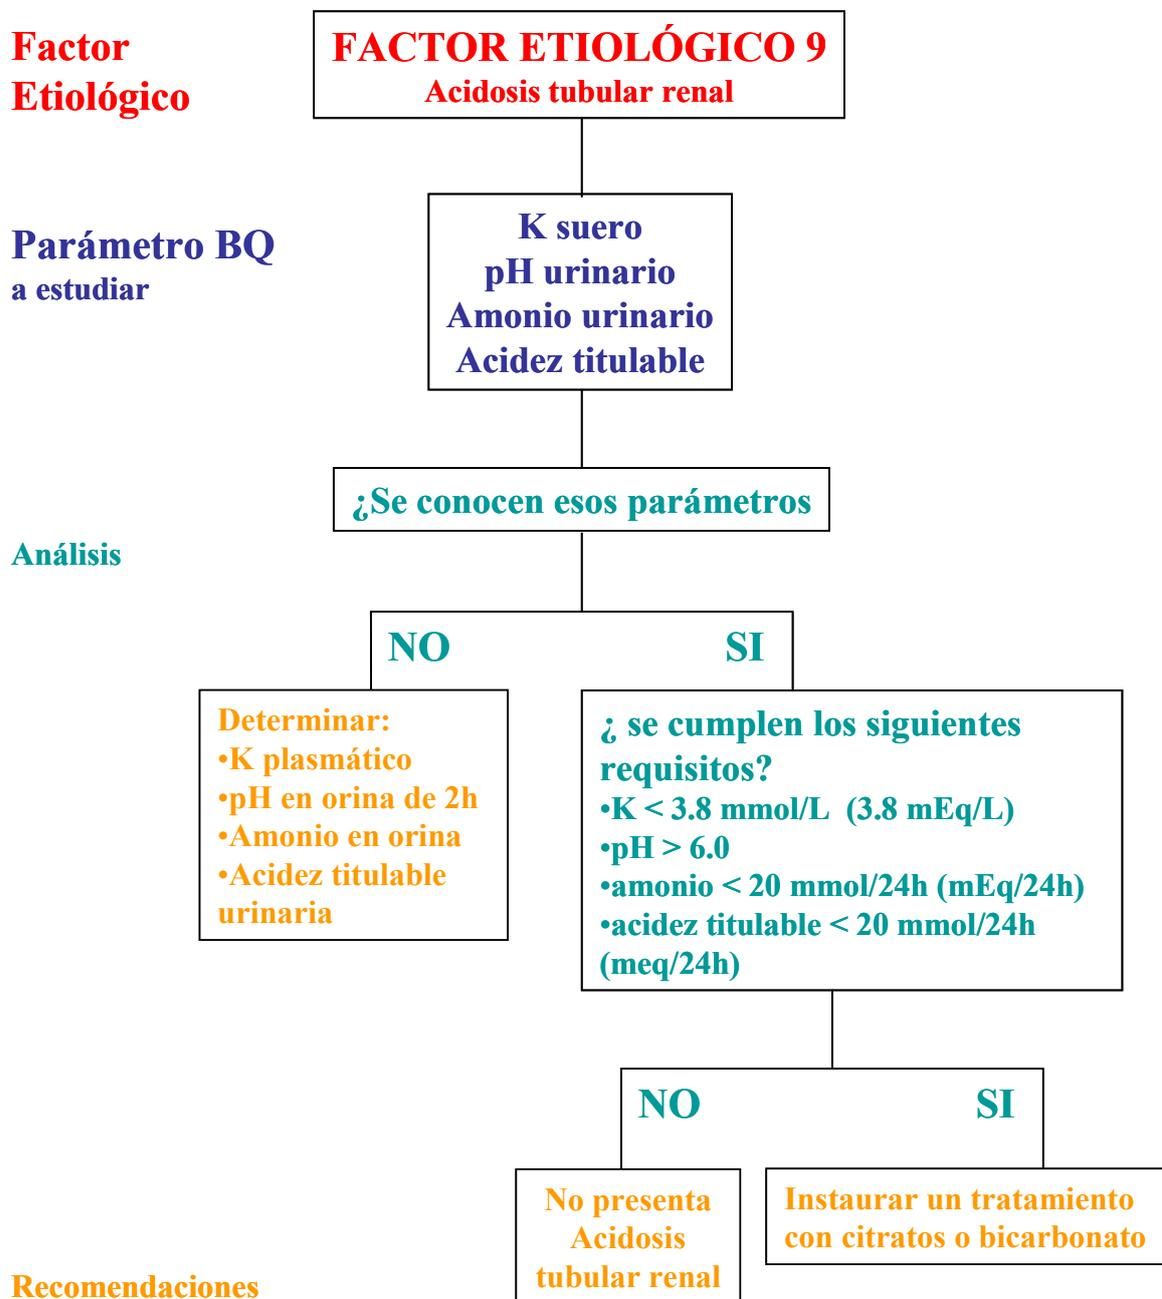 Factor
Etiológico
FACTOR ETIOLÓGICO 9
Acidosis tubular renal
Parámetro BQ
a estudiar
K suero
pH urinario
Amonio urinario
Acidez titulable
¿Se conocen esos parámetros
Análisis
NO
SI
Determinar:
•K plasmático
•pH en orina de 2h
•Amonio en orina
•Acidez titulable
urinaria
¿ se cumplen los siguientes
requisitos?
•K < 3.8 mmol/L (3.8 mEq/L)
•pH > 6.0
•amonio < 20 mmol/24h (mEq/24h)
•acidez titulable < 20 mmol/24h
(meq/24h)
NO
SI
No presenta
Acidosis
tubular renal
Instaurar un tratamiento
con citratos o bicarbonato
Recomendaciones